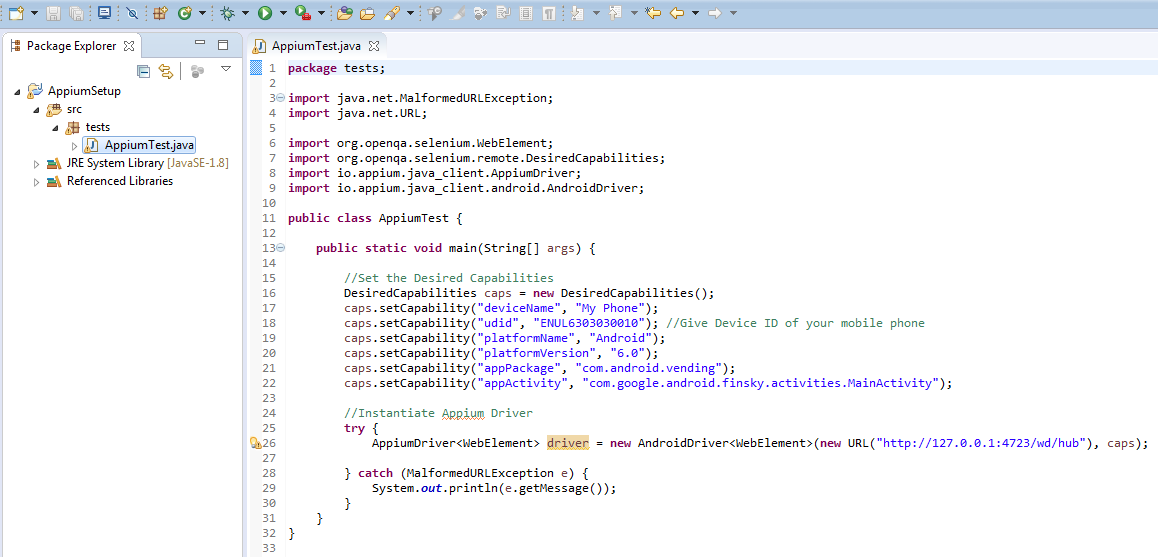 Package Explorer
AppiumTest.java
AppiumSetup
src
tests
AppiumTest.java
JRE System Library [JavaSE-1.8]
Referenced Libraries
1 package tests;
2
3 import java.net.MalformedURLException;
4 import java.net.URL;
5
6 import org.openqa.selenium.WebElement;
7 import org.openqa.selenium.remote.DesiredCapabilities;
8 import io.appium.java_client.AppiumDriver;
9 import io.appium.java_client.android.AndroidDriver;
10
11 public class AppiumTest {
12
13     public static void main(String[] args) {
14
15         //Set the Desired Capabilities
16         DesiredCapabilities caps = new DesiredCapabilities();
17         caps.setCapability("deviceName", "My Phone");
18         caps.setCapability("udid", "ENUL6303030010"); //Give Device ID of your mobile phone
19         caps.setCapability("platformName", "Android");
20         caps.setCapability("platformVersion", "6.0");
21         caps.setCapability("appPackage", "com.android.vending");
22         caps.setCapability("appActivity", "com.google.android.finsky.activities.MainActivity");
23
24         //Instantiate Appium Driver
25         try {
26             AppiumDriver<WebElement> driver = new AndroidDriver<WebElement>(new URL("http://127.0.0.1:4723/wd/hub"), caps);
27
28         } catch (MalformedURLException e) {
29             System.out.println(e.getMessage());
30         }
31     }
32 }
33